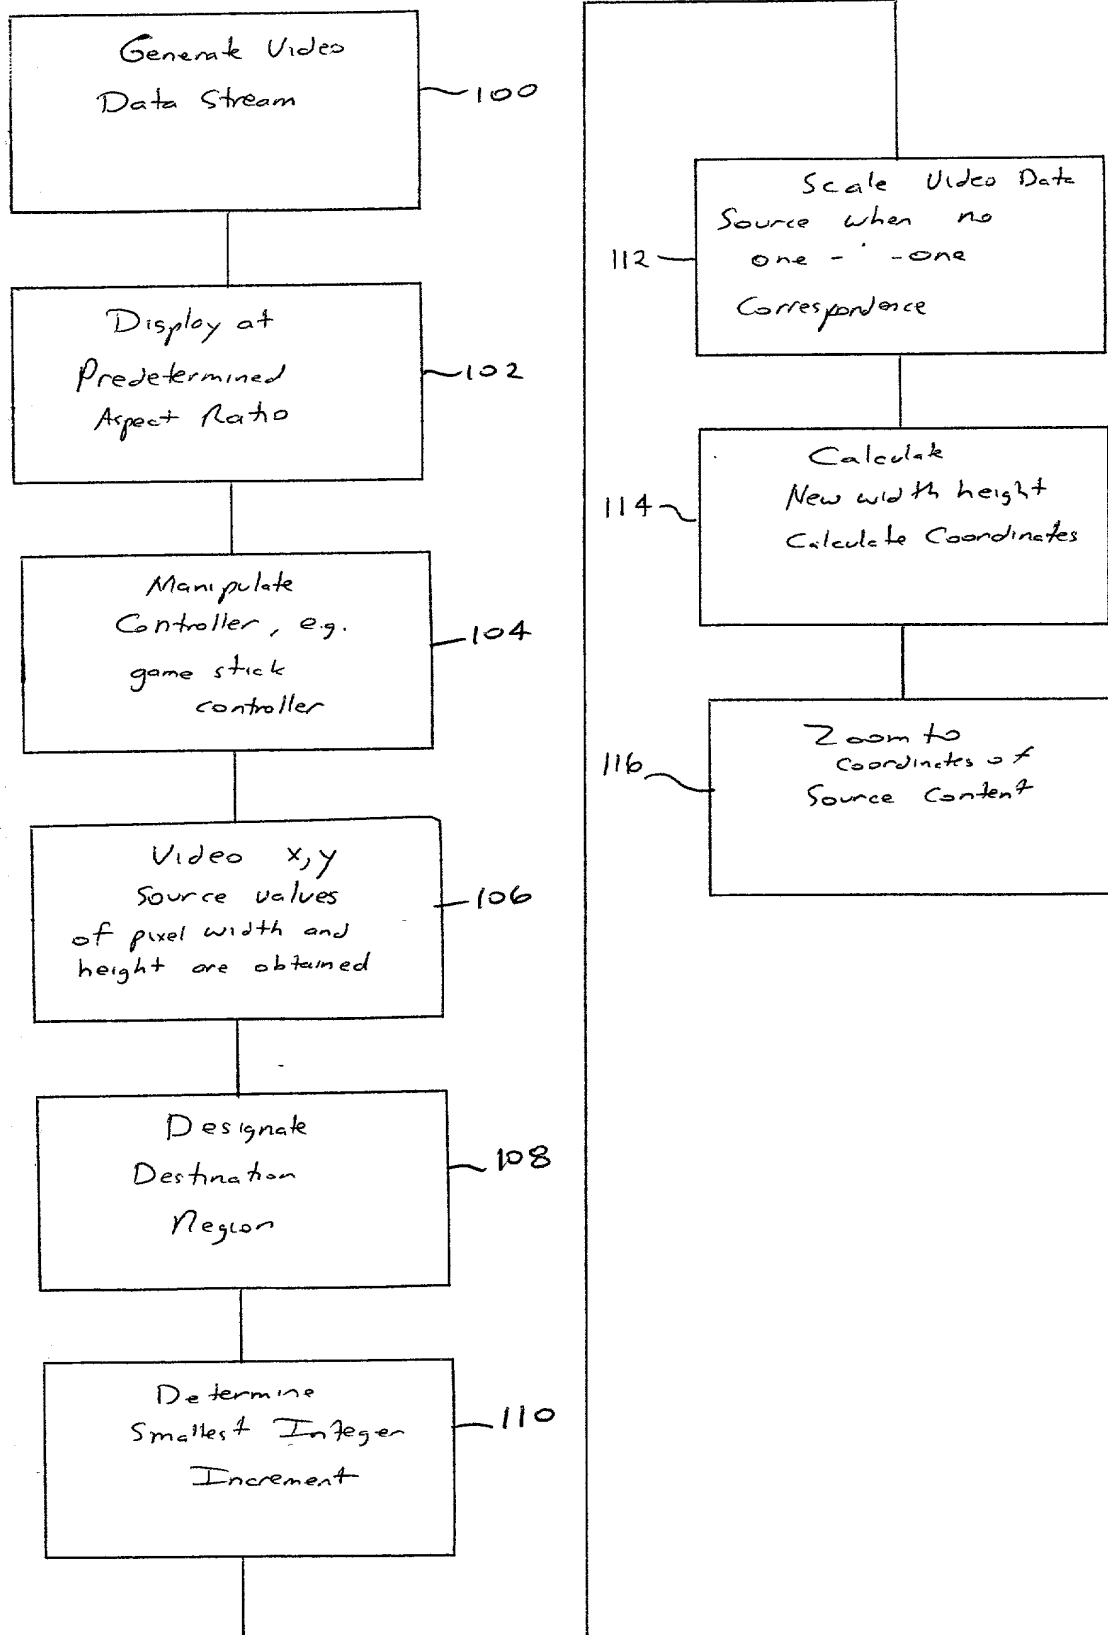 Generate Video
Data Stream
100
Display at
Predetermined
Aspect Ratio
102
Manipulate
Controller, e.g.
game stick
controller
104
Video x,y
Source values
of pixel width and
height are obtained
106
Designate
Destination
Region
108
Determine
Smallest Integer
Increment
110
Scale Video Data
Source when no
one - - one
Correspondence
112
Calculate
New width height
Calculate Coordinates
114
Zoom to
Coordinates of
Source Content
116